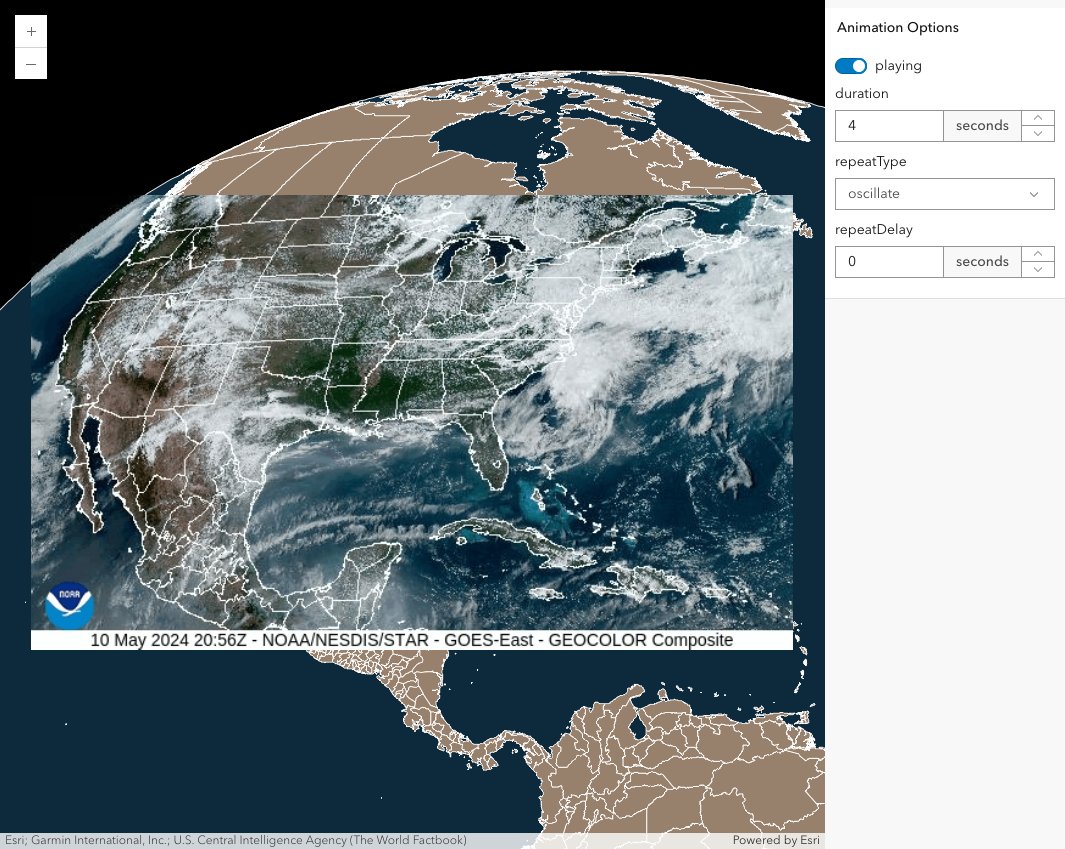 +
−
Animation Options
playing
duration
4 seconds
repeatType
oscillate
repeatDelay
0 seconds
NOAA
10 May 2024 20:56Z - NOAA/NESDIS/STAR - GOES-East - GEOCOLOR Composite
Esri; Garmin International, Inc.; U.S. Central Intelligence Agency (The World Factbook)
Powered by Esri